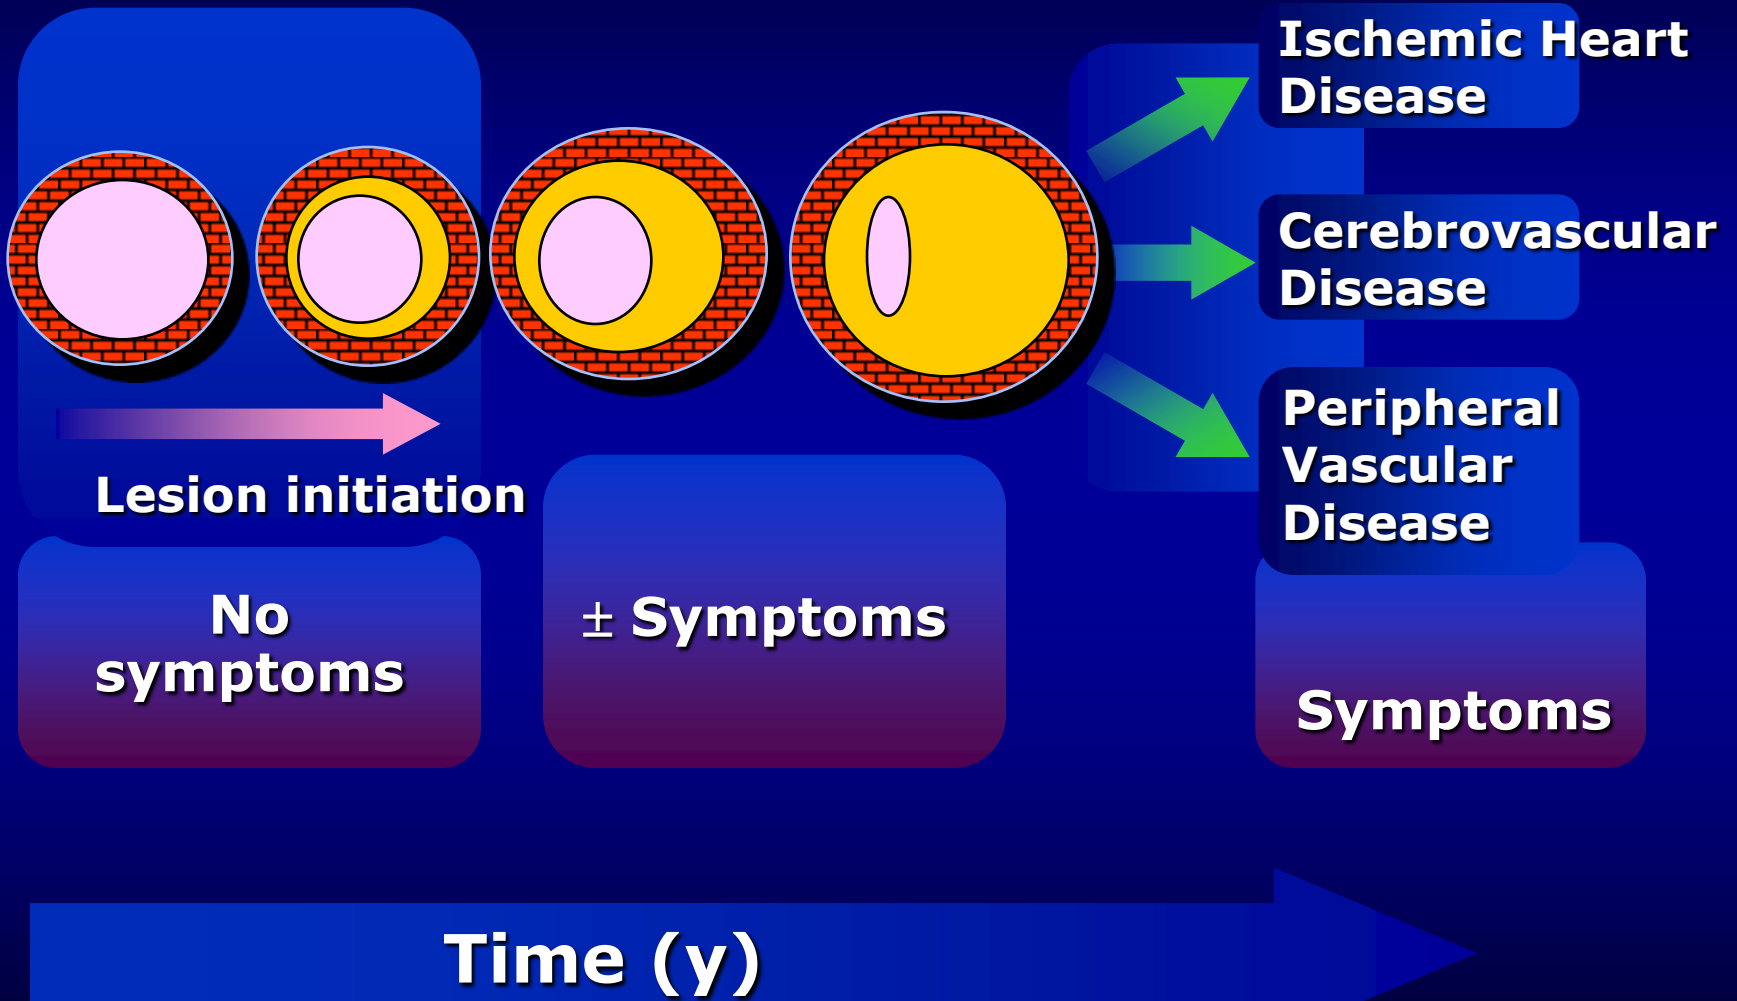 Ischemic Heart
Disease
Cerebrovascular
Disease
Peripheral
Vascular
Disease
Lesion initiation
No
symptoms
± Symptoms
Symptoms
Time (y)